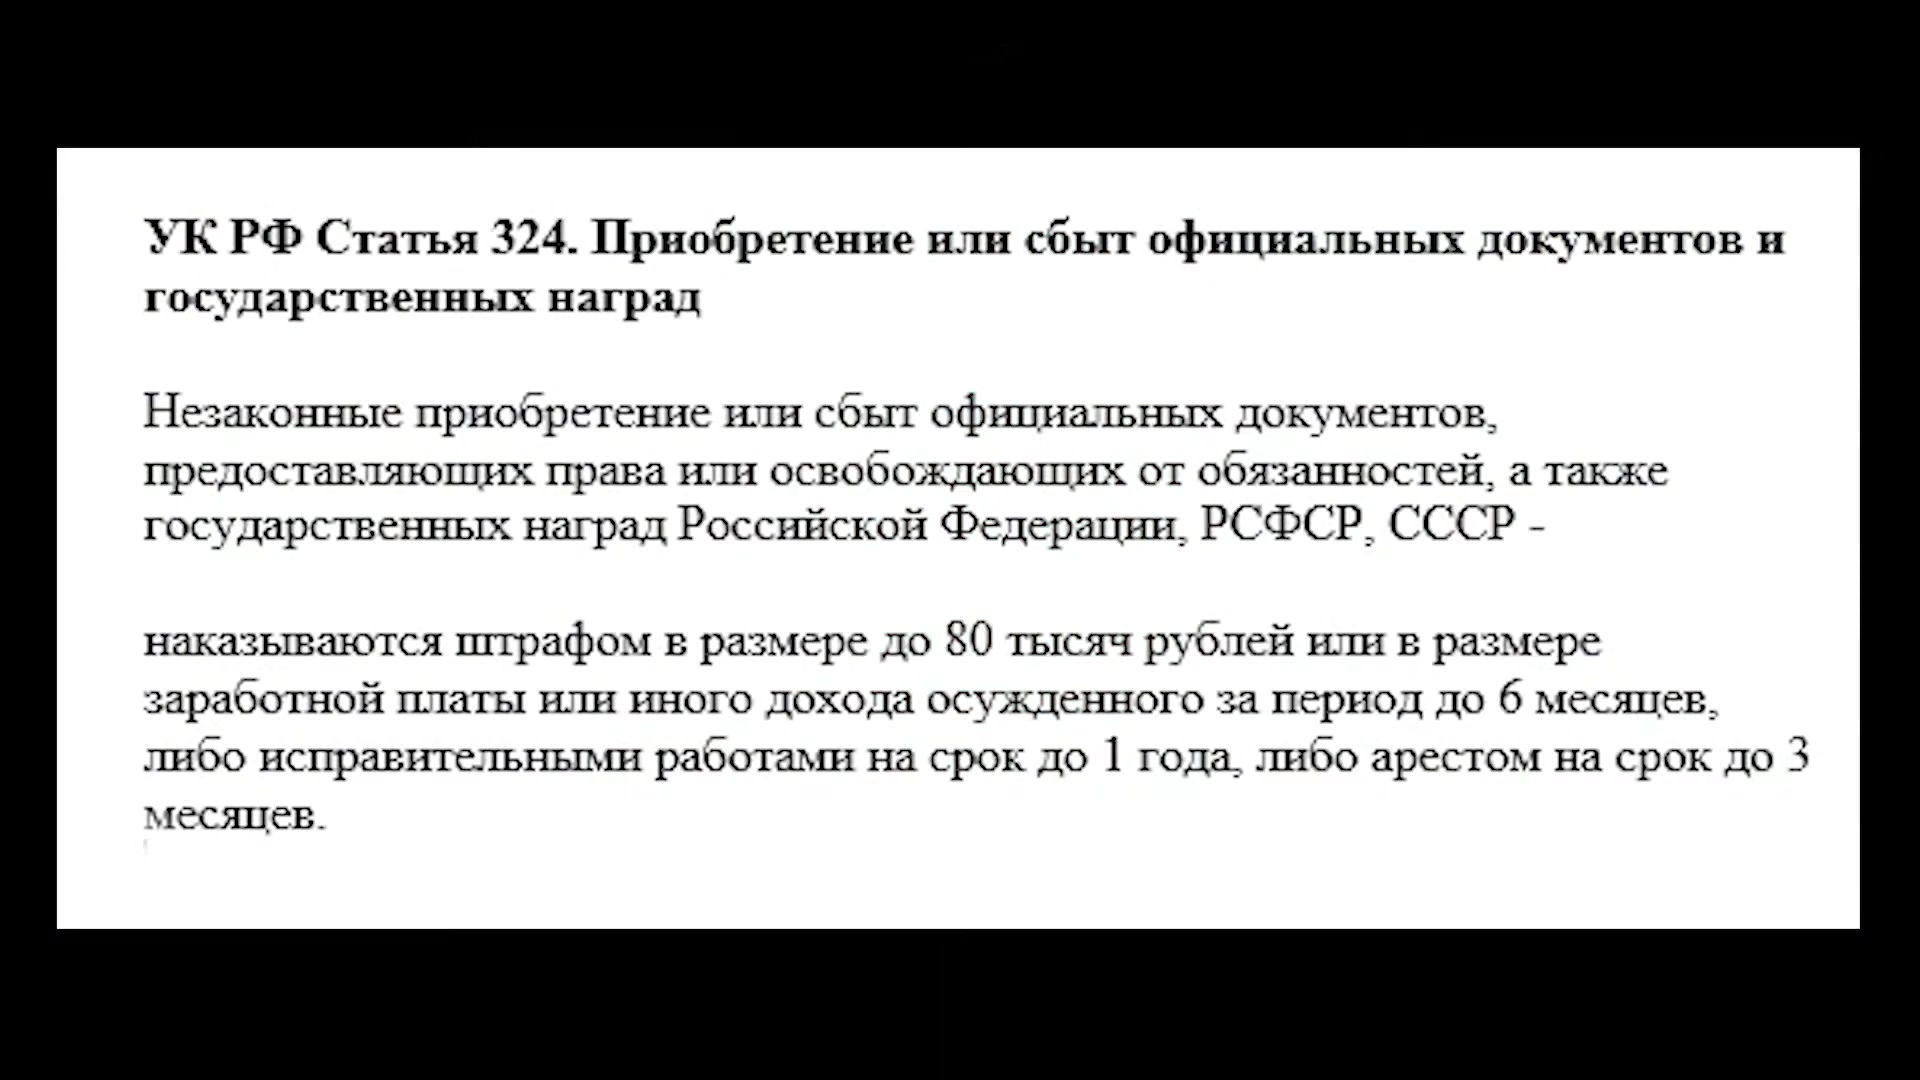 УК РФ Статья 324. Приобретение или сбыт официальных документов и
государственных наград
Незаконные приобретение или сбыт официальных документов,
предоставляющих права или освобождающих от обязанностей, а также
государственных наград Российской Федерации, РСФСР, СССР -
наказываются штрафом в размере до 80 тысяч рублей или в размере
заработной платы или иного дохода осужденного за период до 6 месяцев,
либо исправительными работами на срок до 1 года, либо арестом на срок до 3
месяцев.